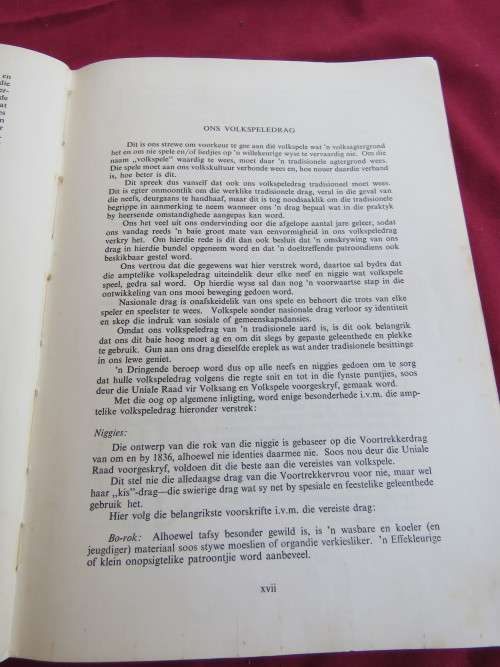 en
die
er-
de
at
es
n
r
-
ONS VOLKSPELEDRAG
Dit is ons strewe om voorkeur te gee aan dié volkspele wat 'n volksagtergrond
het en om nie spele en/of liedjies op 'n willekeurige wyse te vervaardig nie. Om die
naam „volkspele” waardig te wees, moet daar 'n tradisionele agtergrond wees.
Die spele moet aan ons volkskultuur verbonde wees en, hoe nouer daardie verband
is, hoe beter is dit.
Dit spreek dus vanself dat ook ons volkspeledrag tradisioneel moet wees.
Dit is egter onmoontlik om die werklike tradisionele drag, veral in die geval van
die neefs, deurgaans te handhaaf, maar dit is tog noodsaaklik om die tradisionele
begrippe in aanmerking te neem wanneer ons 'n drag bepaal wat in die praktyk
by heersende omstandighede aangepas kan word.
Ons het veel uit ons ondervinding oor die afgelope aantal jare geleer, sodat
ons vandag reeds 'n baie groot mate van eenvormigheid in ons volkspeledrag
verkry het. Om hierdie rede is dit dan ook besluit dat 'n omskrywing van ons
drag in hierdie bundel opgeneem word en dat 'n doeltreffende patroondiens ook
beskikbaar gestel word.
Ons vertrou dat die gegewens wat hier verstrek word, daartoe sal bydra dat
die amptelike volkspeledrag uiteindelik deur elke neef en niggie wat volkspele
speel, gedra sal word. Op hierdie wyse sal dan nog 'n voorwaartse stap in die
ontwikkeling van ons mooi beweging gedoen word.
Nasionale drag is onafskeidelik van ons spele en behoort die trots van elke
speler en speelster te wees. Volkspele sonder nasionale drag verloor sy identiteit
en skep die indruk van sosiale of gemeenskapsdansies.
Omdat ons volkspeledrag van 'n tradisionele aard is, is dit ook belangrik
dat ons dit baie hoog moet ag en om dit slegs by gepaste geleenthede en plekke
te gebruik. Gun aan ons drag dieselfde ereplek as wat ander tradisionele besittinge
in ons lewe geniet.
'n Dringende beroep word dus op alle neefs en niggies gedoen om te sorg
dat hulle volkspeledrag volgens die regte snit en tot in die fynste puntjies, soos
deur die Uniale Raad vir Volksang en Volkspele voorgeskryf, gemaak word.
Met die oog op algemene inligting, word enige besonderhede i.v.m. die amp-
telike volkspeledrag hieronder verstrek:
Niggies:
Die ontwerp van die rok van die niggie is gebaseer op die Voortrekkerdrag
van om en by 1836, alhoewel nie identies daarmee nie. Soos nou deur die Uniale
Raad voorgeskryf, voldoen dit die beste aan die vereistes van volkspele.
Dit stel nie die alledaagse drag van die Voortrekkervrou voor nie, maar wel
haar „kis”-drag—die swierige drag wat sy net by spesiale en feestelike geleenthede
gebruik het.
Hier volg die belangrikste voorskrifte i.v.m. die vereiste drag:
Bo-rok: Alhoewel tafsy besonder gewild is, is 'n wasbare en koeler (en
jeugdiger) materiaal soos stywe moeslien of organdie verkiesliker. 'n Effekleurige
of klein onopsigtelike patroontjie word aanbeveel.
xvii